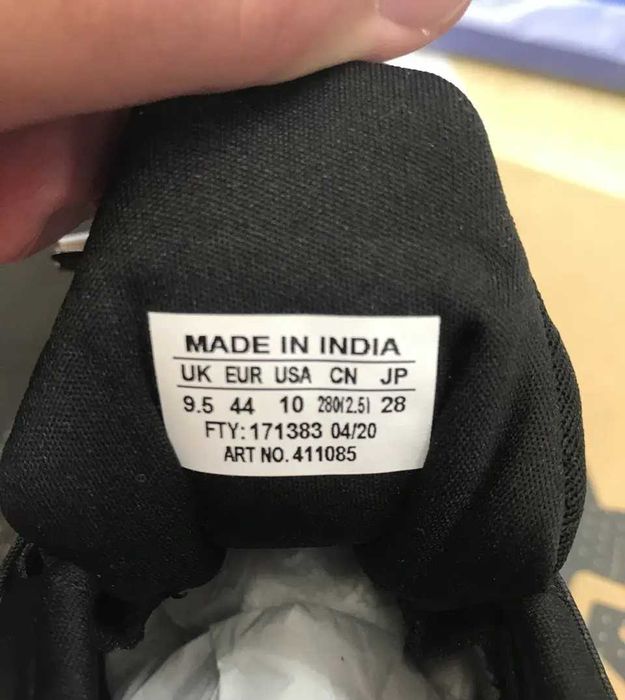 MADE IN INDIA
UK EUR USA CN JP
9.5 44 10 280(2.5) 28
FTY: 171383 04/20
ART NO. 411085